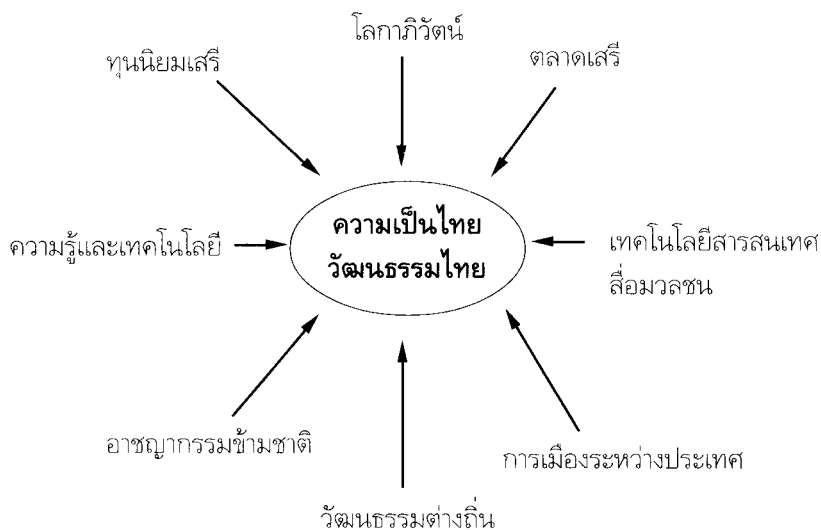 โลกาภิวัตน์
ทุนนิยมเสรี
ตลาดเสรี
ความเป็นไทย
วัฒนธรรมไทย
ความรู้และเทคโนโลยี
เทคโนโลยีสารสนเทศ
สื่อมวลชน
อาชญากรรมข้ามชาติ
การเมืองระหว่างประเทศ
วัฒนธรรมต่างถิ่น